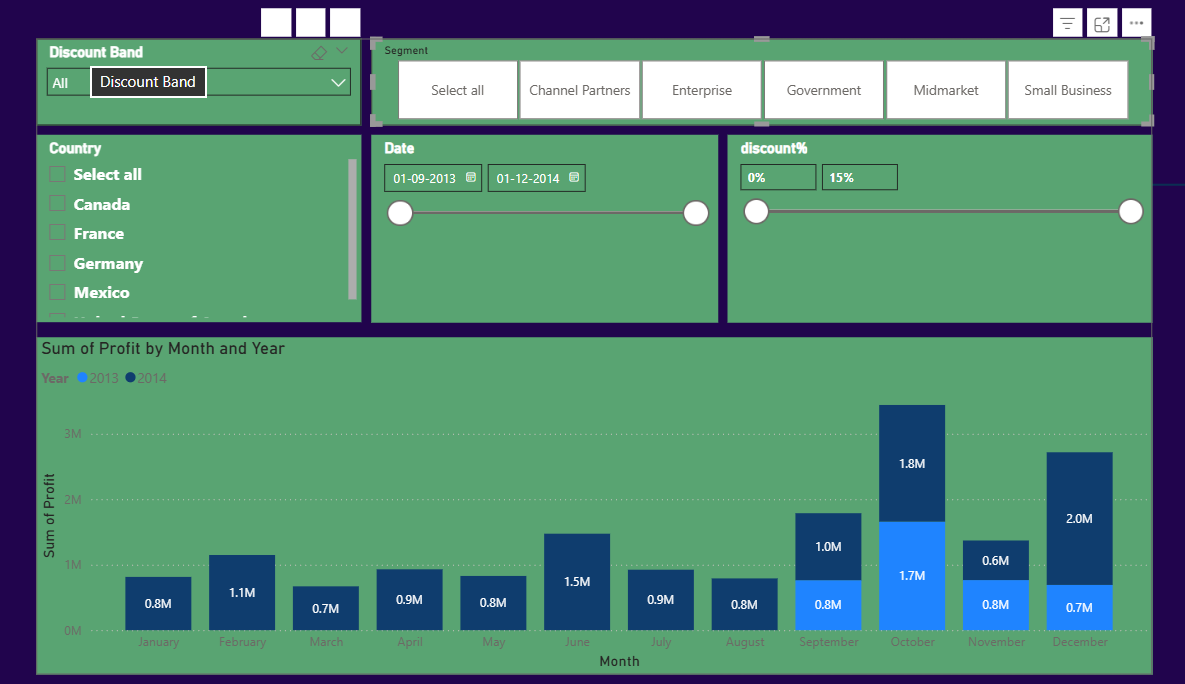 Discount Band
All
Discount Band
Segment
Select all
Channel Partners
Enterprise
Government
Midmarket
Small Business
Country
Select all
Canada
France
Germany
Mexico
Date
01-09-2013
01-12-2014
discount%
0%
15%
Sum of Profit by Month and Year
Year 2013 2014
Sum of Profit
3M
2M
1M
0M
0.8M
1.1M
0.7M
0.9M
0.8M
1.5M
0.9M
0.8M
1.0M
0.8M
1.8M
1.7M
0.6M
0.8M
2.0M
0.7M
January February March April May June July August September October November December
Month